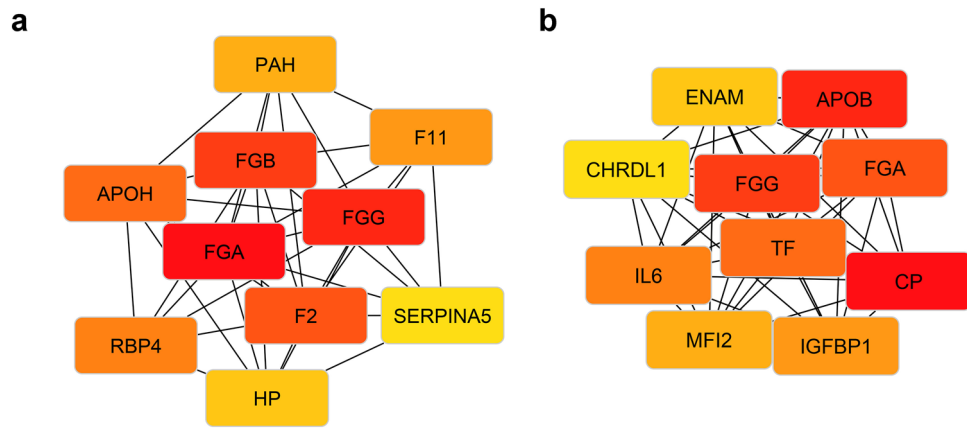 a
PAH
F11
FGB
APOH
FGG
FGA
F2
SERPINA5
RBP4
HP
b
ENAM
APOB
CHRDL1
FGG
FGA
TF
IL6
CP
MFI2
IGFBP1